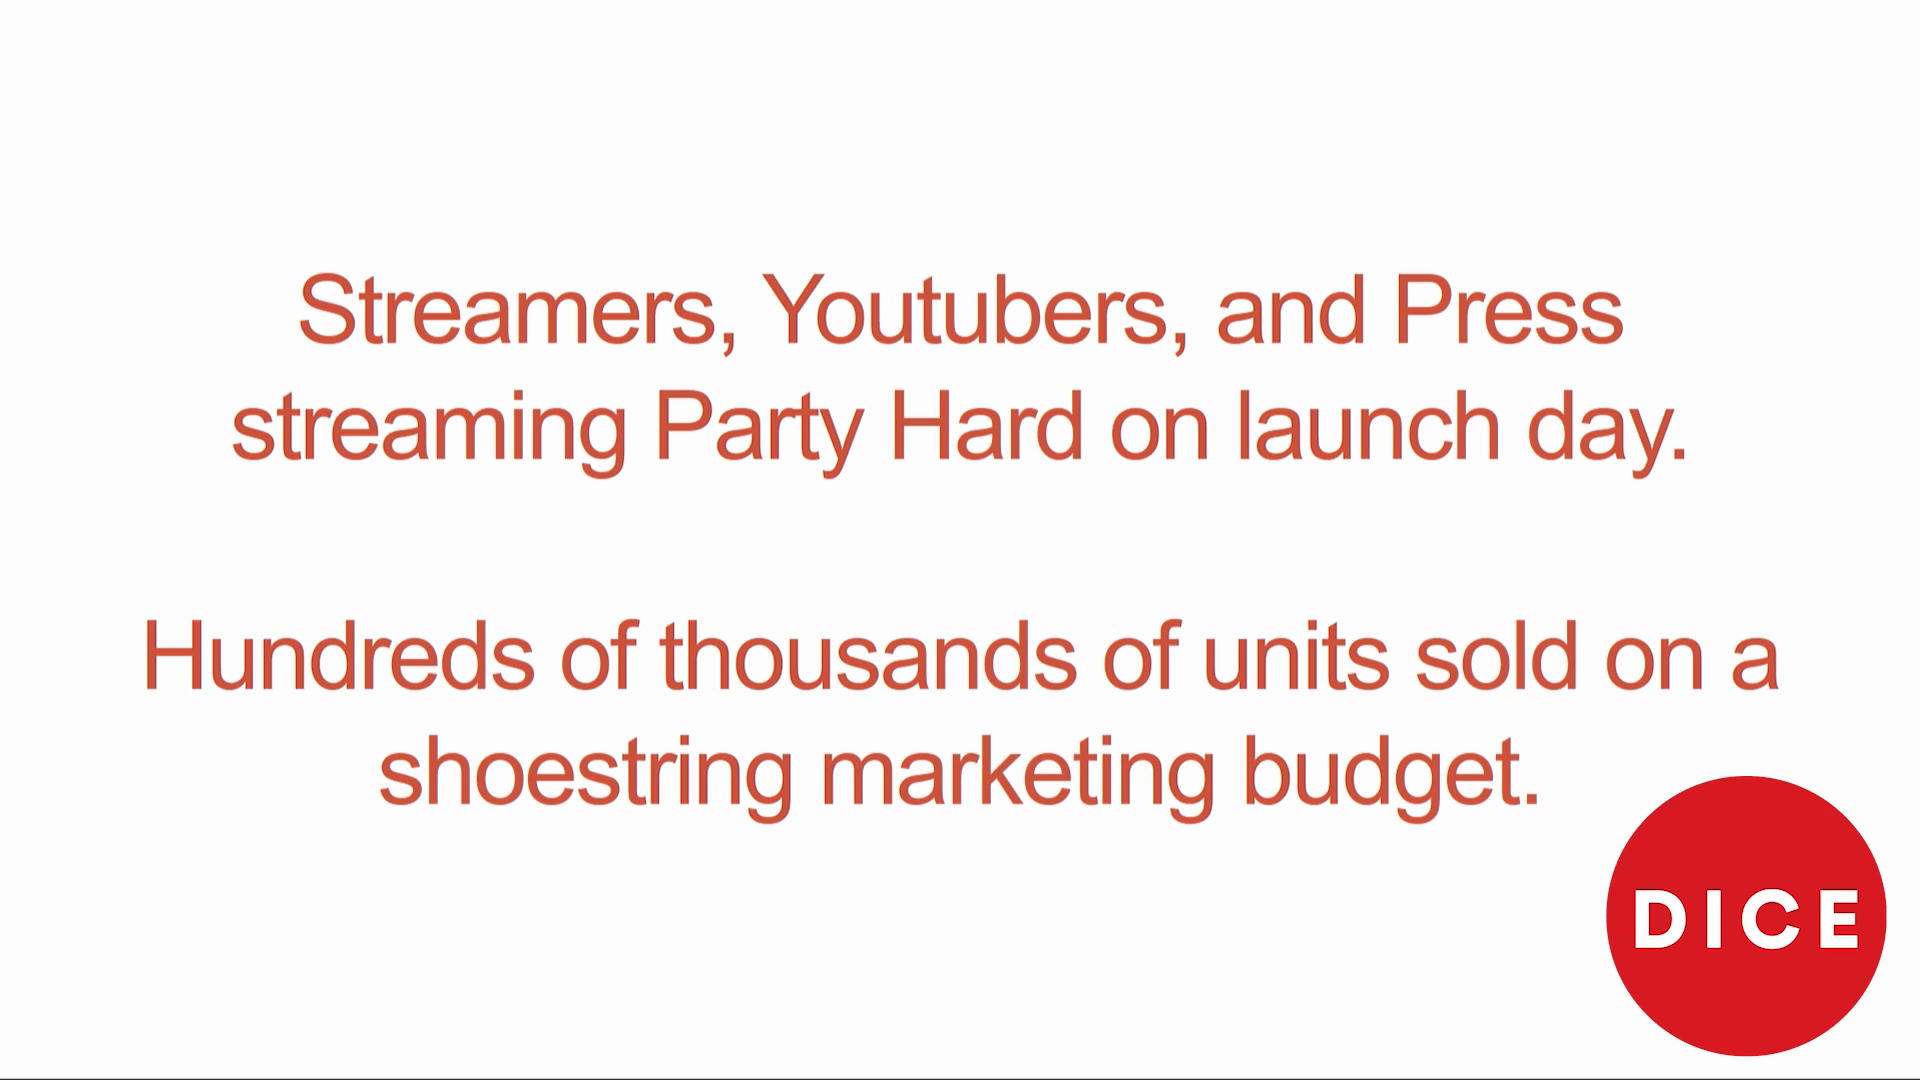 Streamers, Youtubers, and Press
streaming Party Hard on launch day.
Hundreds of thousands of units sold on a
shoestring marketing budget.
DICE